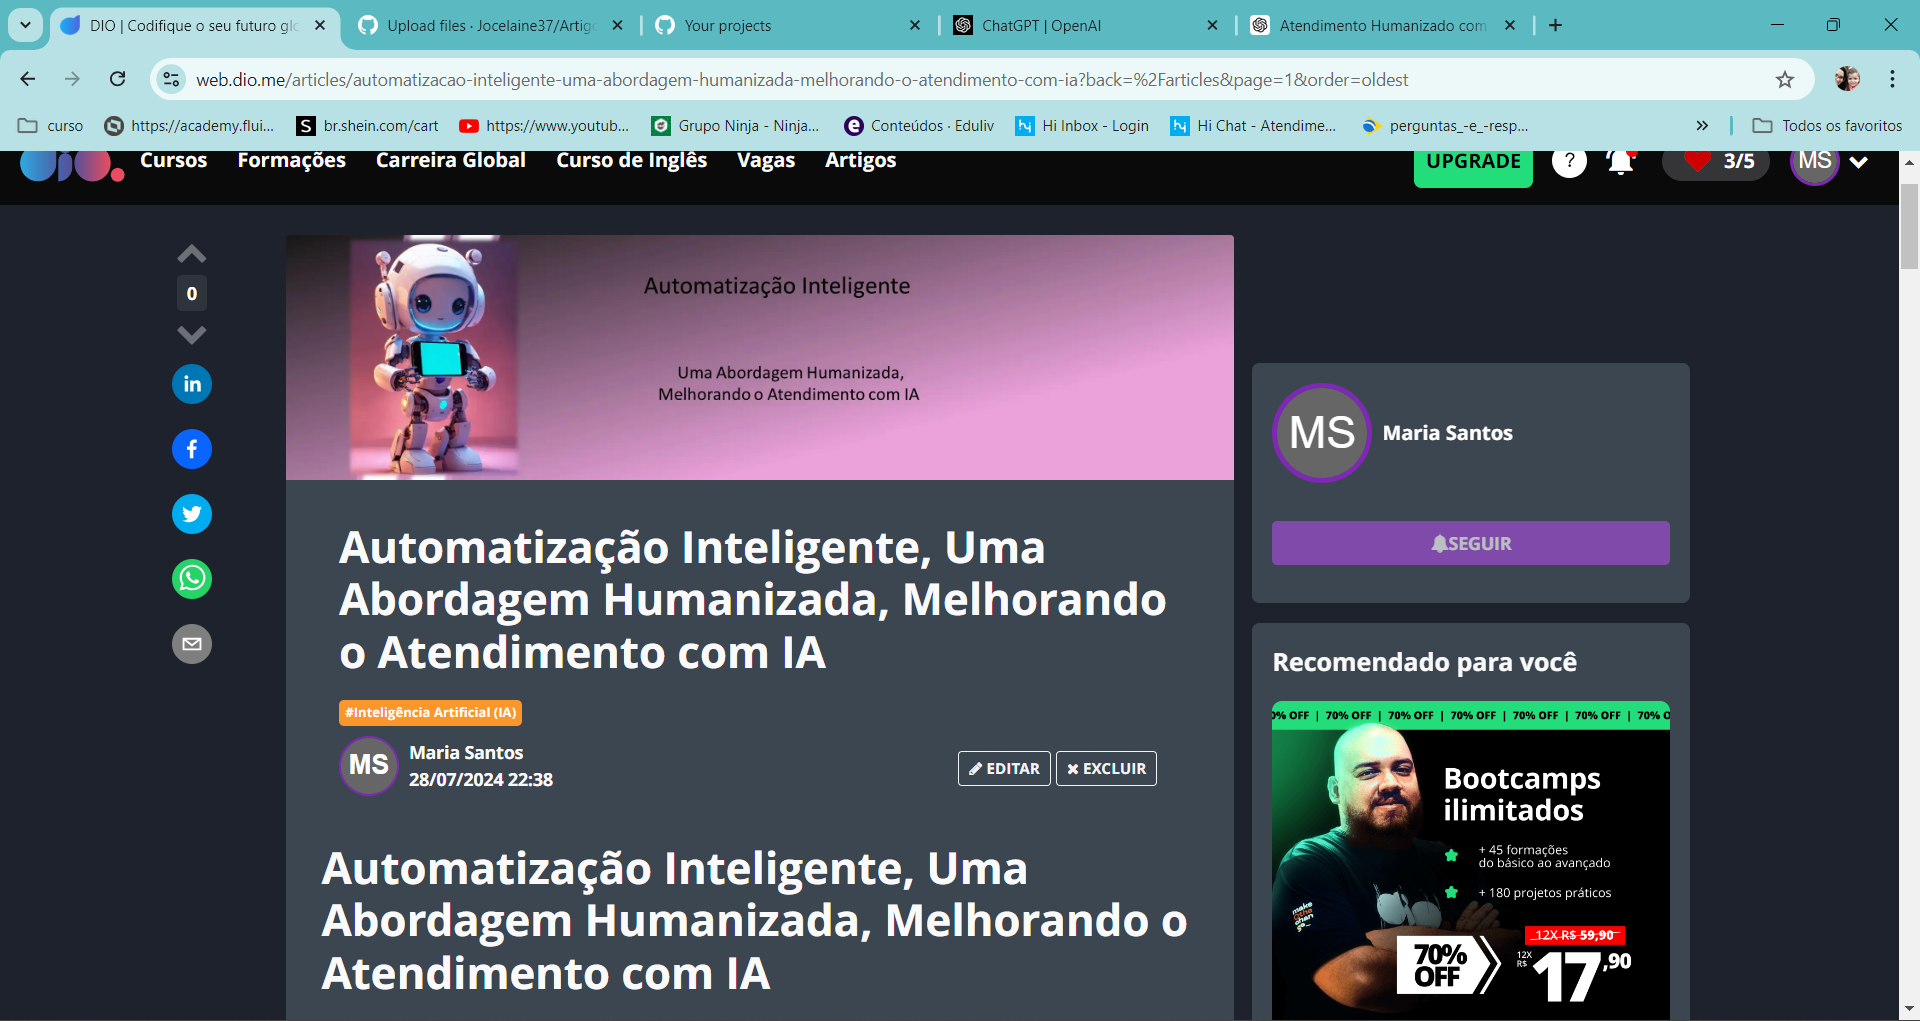 DIO | Codifique o seu futuro glo
Upload files · Jocelaine37/Artigo
Your projects
ChatGPT | OpenAI
Atendimento Humanizado com
web.dio.me/articles/automatizacao-inteligente-uma-abordagem-humanizada-melhorando-o-atendimento-com-ia?back=%2Farticles&page=1&order=oldest
curso
https://academy.flui...
br.shein.com/cart
https://www.youtub...
Grupo Ninja - Ninja...
Conteúdos · Eduliv
Hi Inbox - Login
Hi Chat - Atendime...
perguntas_-e_-resp...
Todos os favoritos
Cursos
Formações
Carreira Global
Curso de Inglês
Vagas
Artigos
UPGRADE
?
3/5
MS
0
Automatização Inteligente
Uma Abordagem Humanizada,
Melhorando o Atendimento com IA
Automatização Inteligente, Uma
Abordagem Humanizada, Melhorando
o Atendimento com IA
#Inteligência Artificial (IA)
MS
Maria Santos
28/07/2024 22:38
EDITAR
EXCLUIR
Automatização Inteligente, Uma
Abordagem Humanizada, Melhorando o
Atendimento com IA
MS
Maria Santos
SEGUIR
Recomendado para você
0% OFF | 70% OFF | 70% OFF | 70% OFF | 70% OFF | 70% OFF | 70% O
Bootcamps
ilimitados
+ 45 formações
do básico ao avançado
+ 180 projetos práticos
make
the
chan
ge
70%
OFF
12X R$ 59,90
12X
R$
17,90